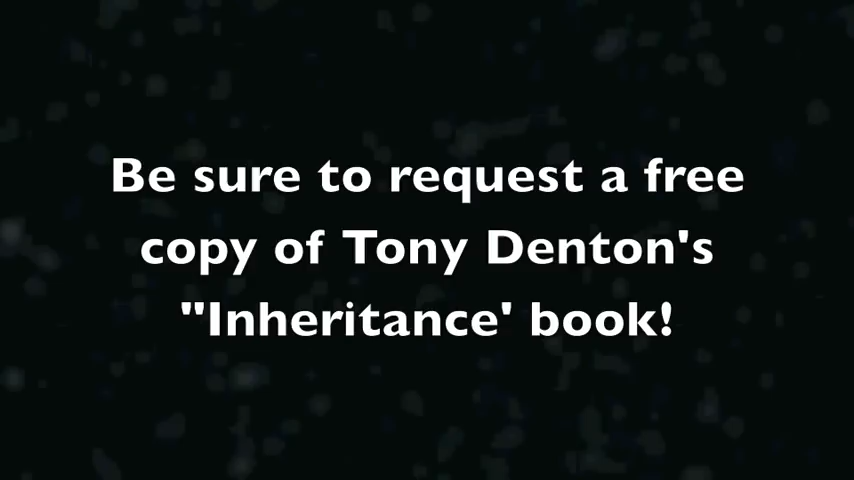 Be sure to request a free
copy of Tony Denton's
"Inheritance' book!